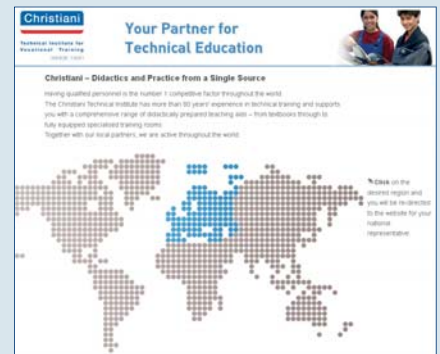 Christiani
Technical Institute for
Vocational Training
Your Partner for
Technical Education
Christiani – Didactics and Practice from a Single Source
Having qualified personnel is the number 1 competitive factor throughout the world.
The Christiani Technical Institute has more than 80 years' experience in technical training and supports
you with a comprehensive range of didactically prepared teaching aids – from textbooks through to
fully equipped specialised training rooms.
Together with our local partners, we are active throughout the world.
Click on the
desired region and
you will be re-directed
to the website for your
national
representative.